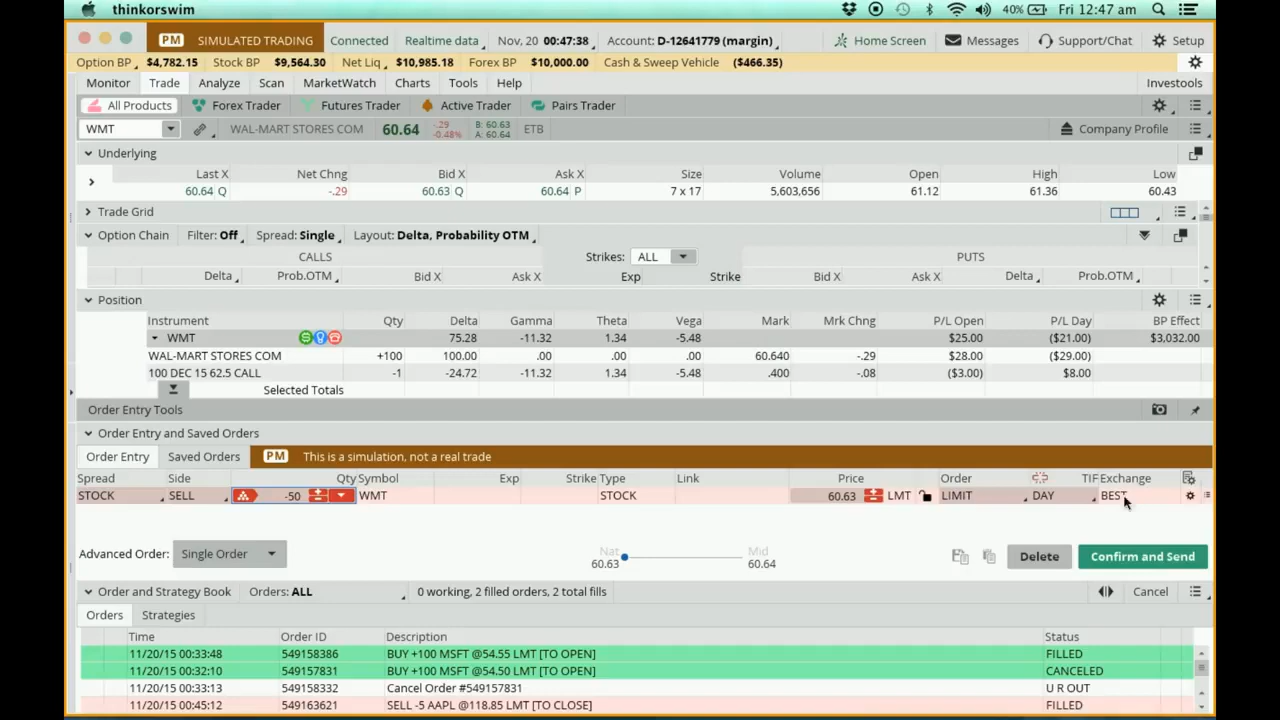 thinkorswim 40% Fri 12:47 am
PM SIMULATED TRADING Connected Realtime data Nov, 20 00:47:38 Account: D-12641779 (margin) Home Screen Messages Support/Chat Setup
Option BP $4,782.15 Stock BP $9,564.30 Net Liq $10,985.18 Forex BP $10,000.00 Cash & Sweep Vehicle ($466.35)
Monitor Trade Analyze Scan MarketWatch Charts Tools Help Investools
All Products Forex Trader Futures Trader Active Trader Pairs Trader
WMT WAL-MART STORES COM 60.64 -.29 -0.48% B: 60.63 A: 60.64 ETB Company Profile
Underlying
Last X Net Chng Bid X Ask X Size Volume Open High Low
60.64 Q -.29 60.63 Q 60.64 P 7 x 17 5,603,656 61.12 61.36 60.43
Trade Grid
Option Chain Filter: Off Spread: Single Layout: Delta, Probability OTM
CALLS Strikes: ALL PUTS
Delta Prob.OTM Bid X Ask X Exp Strike Bid X Ask X Delta Prob.OTM
Position
Instrument Qty Delta Gamma Theta Vega Mark Mrk Chng P/L Open P/L Day BP Effect
WMT 75.28 -11.32 1.34 -5.48 $25.00 ($21.00) $3,032.00
WAL-MART STORES COM +100 100.00 .00 .00 .00 60.640 -.29 $28.00 ($29.00)
100 DEC 15 62.5 CALL -1 -24.72 -11.32 1.34 -5.48 .400 -.08 ($3.00) $8.00
Selected Totals
Order Entry Tools
Order Entry and Saved Orders
Order Entry Saved Orders PM This is a simulation, not a real trade
Spread Side Qty Symbol Exp Strike Type Link Price Order TIF Exchange
STOCK SELL -50 WMT STOCK 60.63 LMT LIMIT DAY BEST
Advanced Order: Single Order Nat 60.63 Mid 60.64 Delete Confirm and Send
Order and Strategy Book Orders: ALL 0 working, 2 filled orders, 2 total fills Cancel
Orders Strategies
Time Order ID Description Status
11/20/15 00:33:48 549158386 BUY +100 MSFT @54.55 LMT [TO OPEN] FILLED
11/20/15 00:32:10 549157831 BUY +100 MSFT @54.50 LMT [TO OPEN] CANCELED
11/20/15 00:33:13 549158332 Cancel Order #549157831 U R OUT
11/20/15 00:45:12 549163621 SELL -5 AAPL @118.85 LMT [TO CLOSE] FILLED